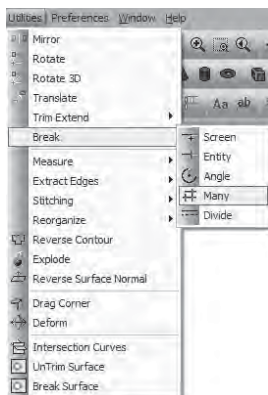 Utilities Preferences Window Help
Mirror
Rotate
Rotate 3D
Translate
Trim Extend
Break
Measure
Extract Edges
Stitching
Reorganize
Reverse Contour
Explode
Reverse Surface Normal
Drag Corner
Deform
Intersection Curves
UnTrim Surface
Break Surface
Aa ab
Screen
Entity
Angle
Many
Divide